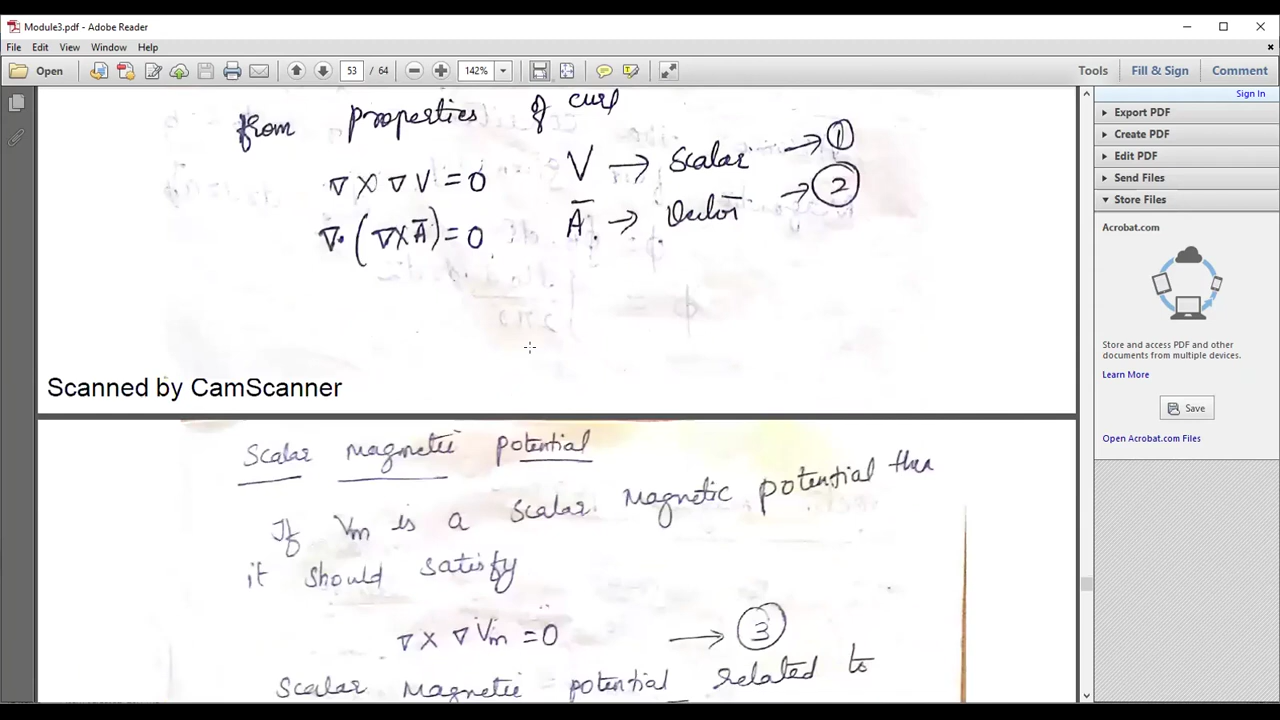 Module3.pdf - Adobe Reader
File Edit View Window Help
Open 53 / 64 142% Tools Fill & Sign Comment
Sign In
Export PDF
Create PDF
Edit PDF
Send Files
Store Files
Acrobat.com
Store and access PDF and other
documents from multiple devices.
Learn More
Save
Open Acrobat.com Files
from properties of curl
∇ × ∇ V = 0 V → Scalar → ①
∇ · (∇ × A̅) = 0 A̅ → Vector → ②
Scanned by CamScanner
Scalar magnetic potential
If Vm is a scalar magnetic potential then
it should satisfy
∇ × ∇ Vm = 0 → ③
Scalar magnetic potential related to